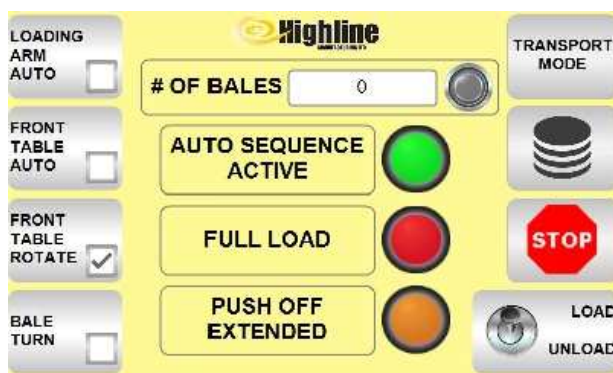 LOADING
ARM
AUTO
FRONT
TABLE
AUTO
FRONT
TABLE
ROTATE
BALE
TURN
Highline
# OF BALES 0
AUTO SEQUENCE
ACTIVE
FULL LOAD
PUSH OFF
EXTENDED
TRANSPORT
MODE
STOP
LOAD
UNLOAD